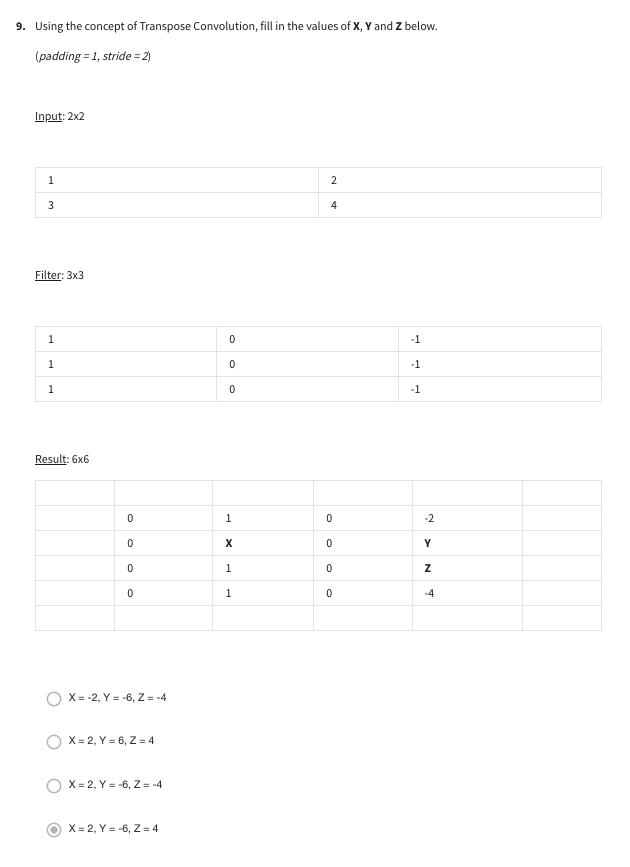 9. Using the concept of Transpose Convolution, fill in the values of X, Y and Z below.
(padding = 1, stride = 2)
Input: 2x2
1 2
3 4
Filter: 3x3
1 0 -1
1 0 -1
1 0 -1
Result: 6x6
0 1 0 -2
0 X 0 Y
0 1 0 Z
0 1 0 -4
X = -2, Y = -6, Z = -4
X = 2, Y = 6, Z = 4
X = 2, Y = -6, Z = -4
X = 2, Y = -6, Z = 4